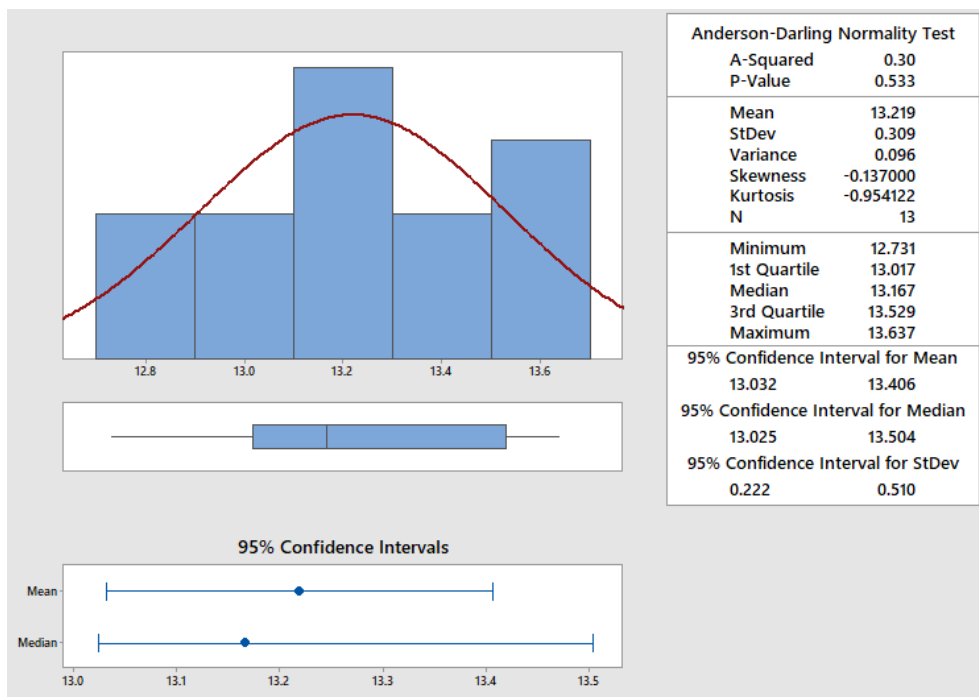 Anderson-Darling Normality Test
A-Squared 0.30
P-Value 0.533
Mean 13.219
StDev 0.309
Variance 0.096
Skewness -0.137000
Kurtosis -0.954122
N 13
Minimum 12.731
1st Quartile 13.017
Median 13.167
3rd Quartile 13.529
Maximum 13.637
95% Confidence Interval for Mean
13.032 13.406
95% Confidence Interval for Median
13.025 13.504
95% Confidence Interval for StDev
0.222 0.510
12.8 13.0 13.2 13.4 13.6
95% Confidence Intervals
Mean
Median
13.0 13.1 13.2 13.3 13.4 13.5